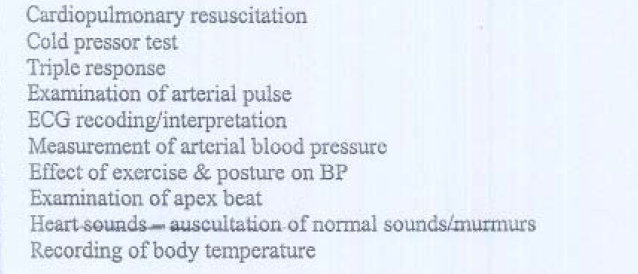 Cardiopulmonary resuscitation
Cold pressor test
Triple response
Examination of arterial pulse
ECG recoding/interpretation
Measurement of arterial blood pressure
Effect of exercise & posture on BP
Examination of apex beat
Heart sounds – auscultation of normal sounds/murmurs
Recording of body temperature